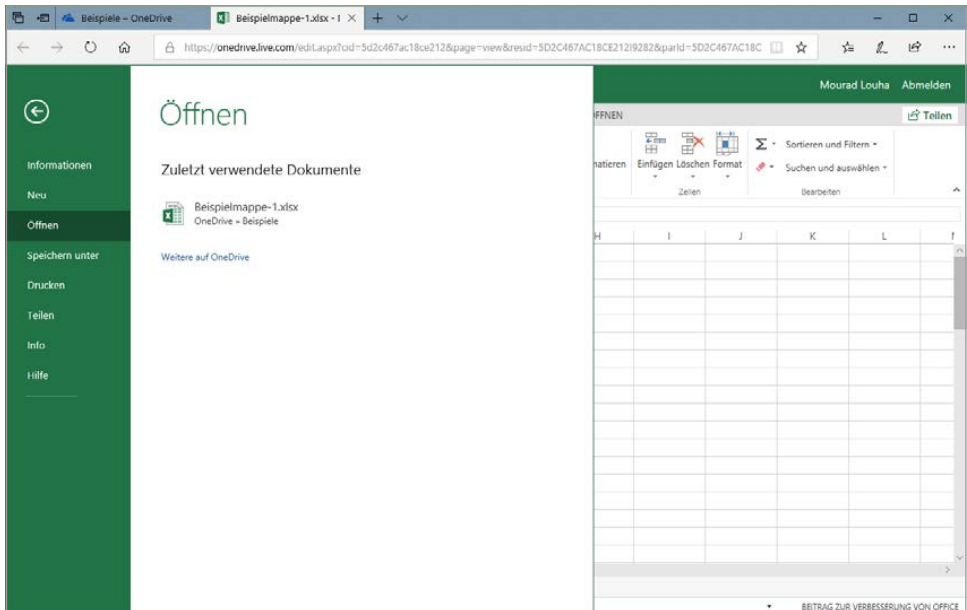 Beispiele – OneDrive
Beispielmappe-1.xlsx - I
https://onedrive.live.com/edit.aspx?cid=5d2c467ac18ce212&page=view&resid=5D2C467AC18CE212!9282&parId=5D2C467AC18C
Mourad Louha Abmelden
Öffnen
FFNEN
Teilen
Informationen
Neu
Öffnen
Speichern unter
Drucken
Teilen
Info
Hilfe
Zuletzt verwendete Dokumente
Beispielmappe-1.xlsx
OneDrive » Beispiele
Weitere auf OneDrive
natieren Einfügen Löschen Format
Σ Sortieren und Filtern
Suchen und auswählen
Zellen Bearbeiten
H I J K L
BEITRAG ZUR VERBESSERUNG VON OFFICE